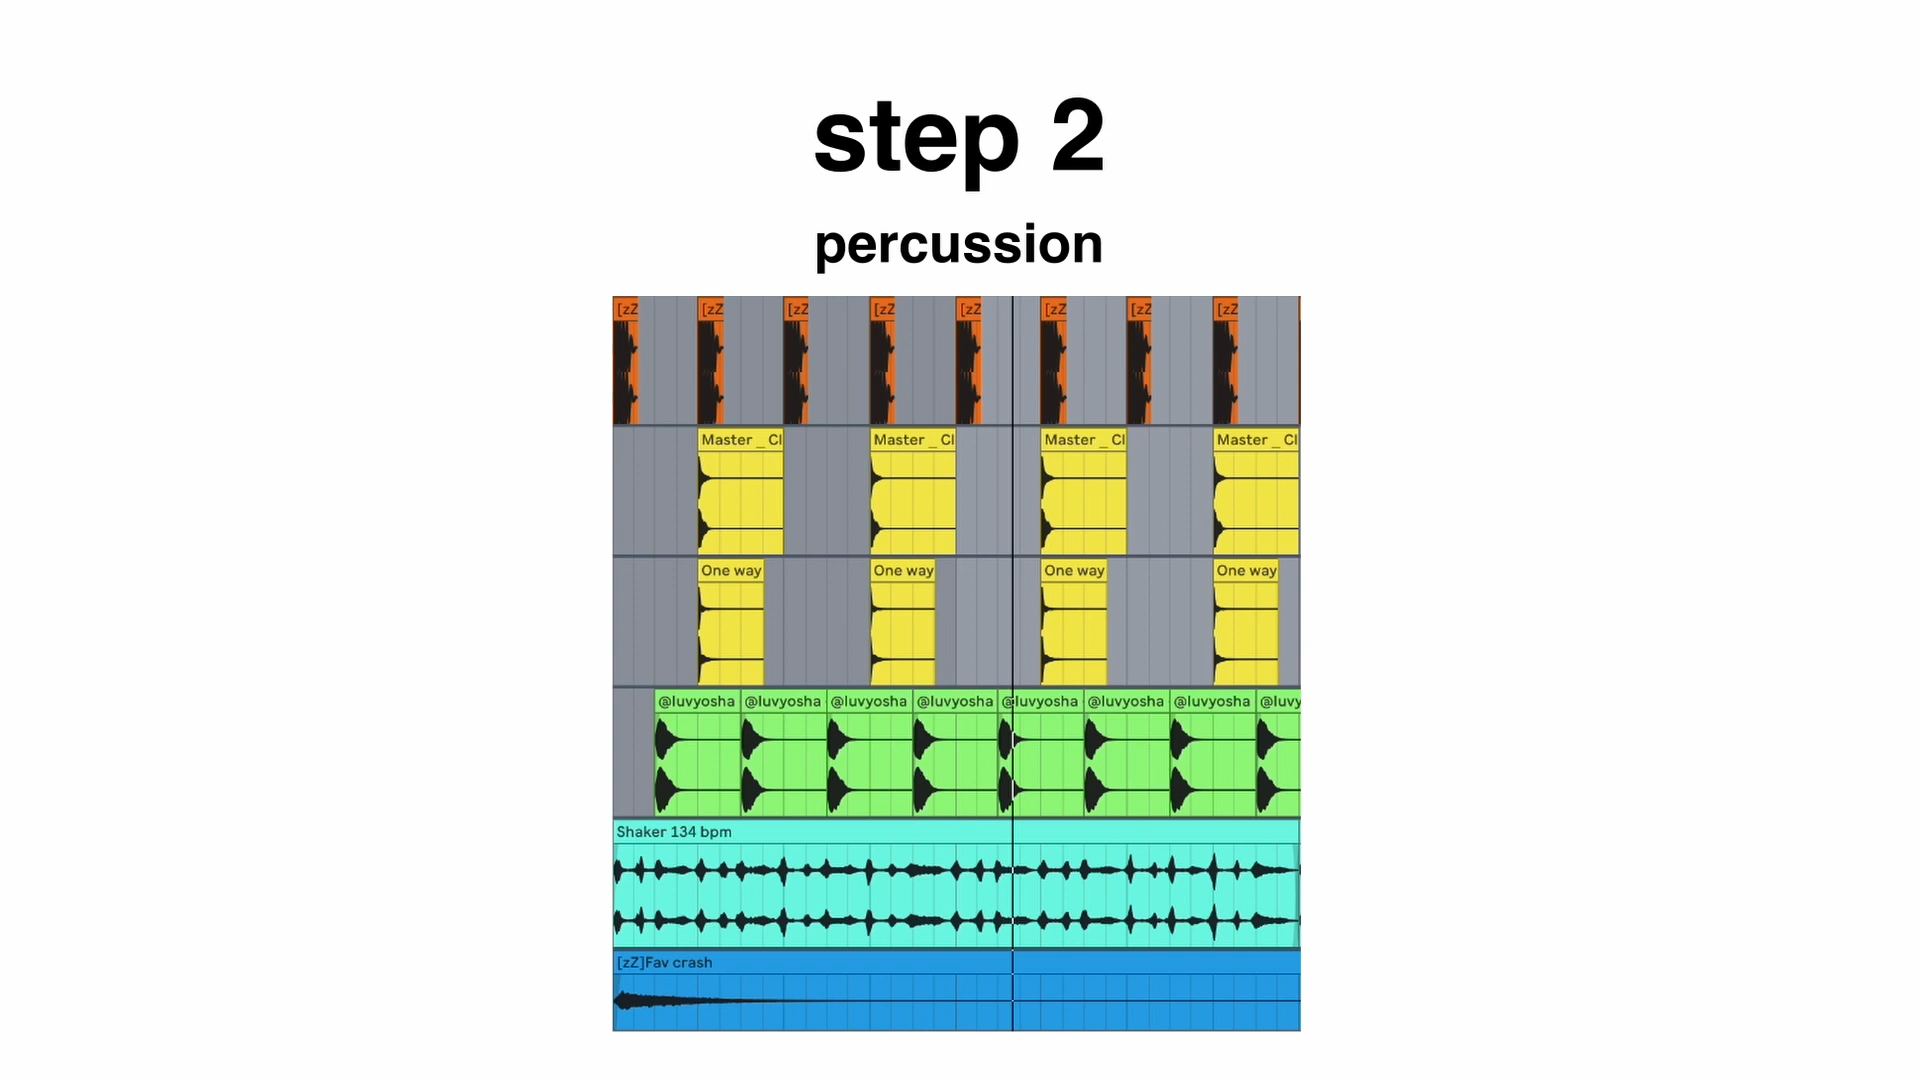 step 2
percussion
[zZ [zZ [zZ [zZ [zZ [zZ [zZ [zZ
Master _ Cl Master _ Cl Master _ Cl Master _ Cl
One way One way One way One way
@luvyosha @luvyosha @luvyosha @luvyosha @luvyosha @luvyosha @luvyosha @luvy
Shaker 134 bpm
[zZ]Fav crash